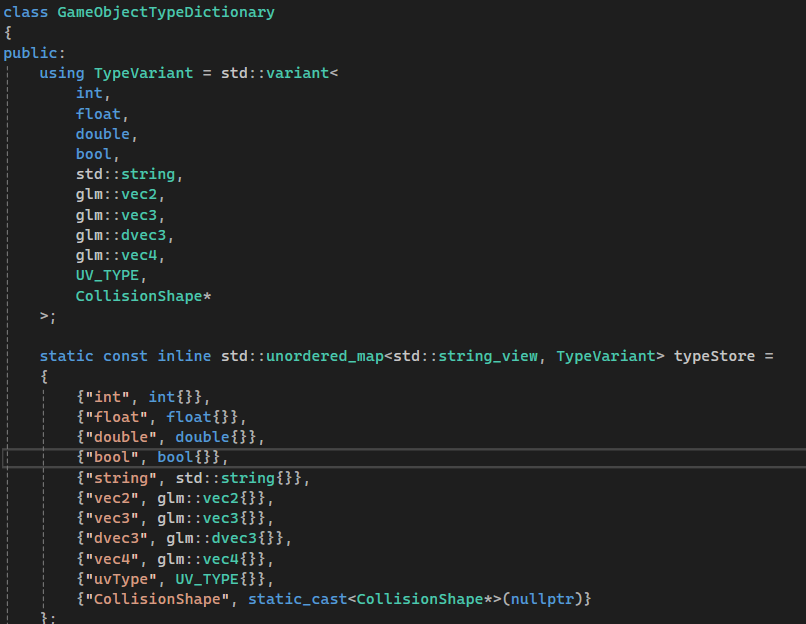 class GameObjectTypeDictionary
{
public:
    using TypeVariant = std::variant<
        int,
        float,
        double,
        bool,
        std::string,
        glm::vec2,
        glm::vec3,
        glm::dvec3,
        glm::vec4,
        UV_TYPE,
        CollisionShape*
    >;
    static const inline std::unordered_map<std::string_view, TypeVariant> typeStore =
    {
        {"int", int{}},
        {"float", float{}},
        {"double", double{}},
        {"bool", bool{}},
        {"string", std::string{}},
        {"vec2", glm::vec2{}},
        {"vec3", glm::vec3{}},
        {"dvec3", glm::dvec3{}},
        {"vec4", glm::vec4{}},
        {"uvType", UV_TYPE{}},
        {"CollisionShape", static_cast<CollisionShape*>(nullptr)}
    };